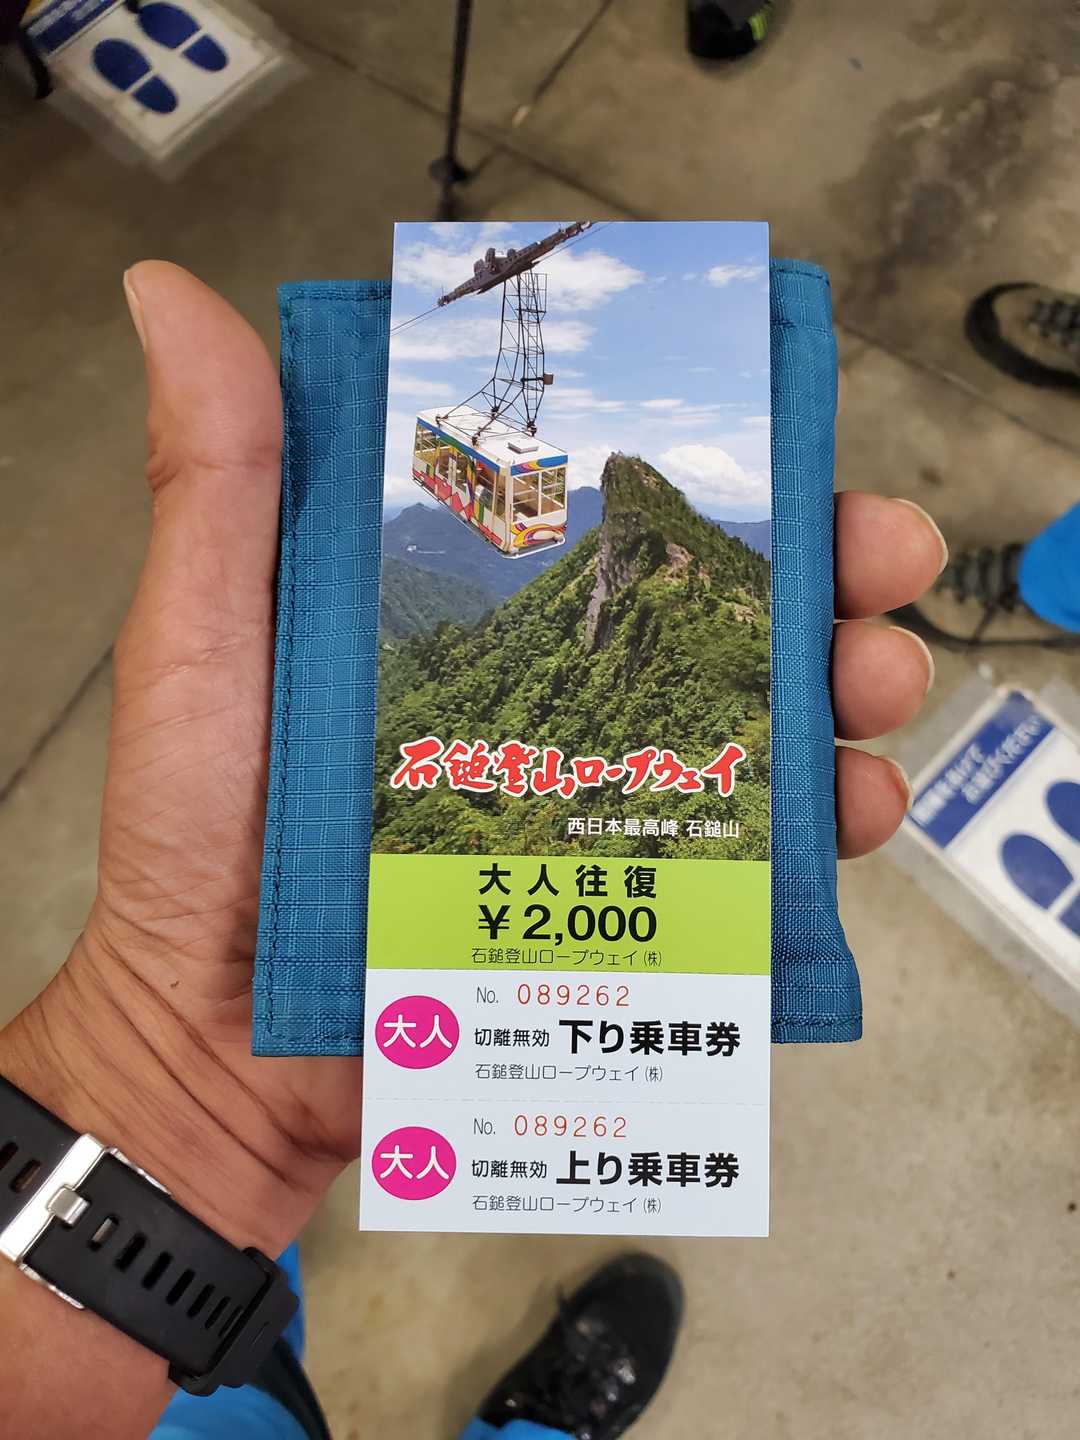 石鎚登山ロープウェイ
西日本最高峰 石鎚山
大人往復
￥2,000
石鎚登山ロープウェイ㈱
No. 089262
大人 切離無効 下り乗車券
石鎚登山ロープウェイ㈱
No. 089262
大人 切離無効 上り乗車券
石鎚登山ロープウェイ㈱